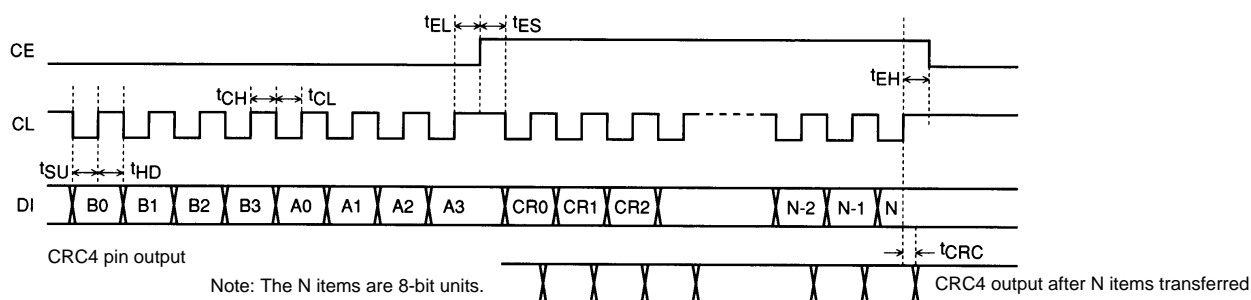 tEL tES
CE
tEH
tCH tCL
CL
tSU tHD
DI B0 B1 B2 B3 A0 A1 A2 A3 CR0 CR1 CR2 N-2 N-1 N
tCRC
CRC4 pin output
Note: The N items are 8-bit units.
CRC4 output after N items transferred